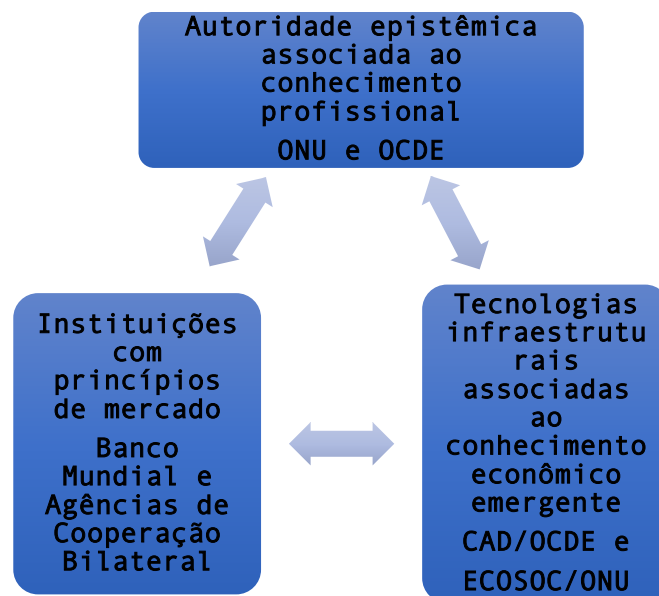 Autoridade epistêmica
associada ao
conhecimento
profissional
ONU e OCDE
Instituições
com
princípios
de mercado
Banco
Mundial e
Agências de
Cooperação
Bilateral
Tecnologias
infraestrutu
rais
associadas
ao
conhecimento
econômico
emergente
CAD/OCDE e
ECOSOC/ONU